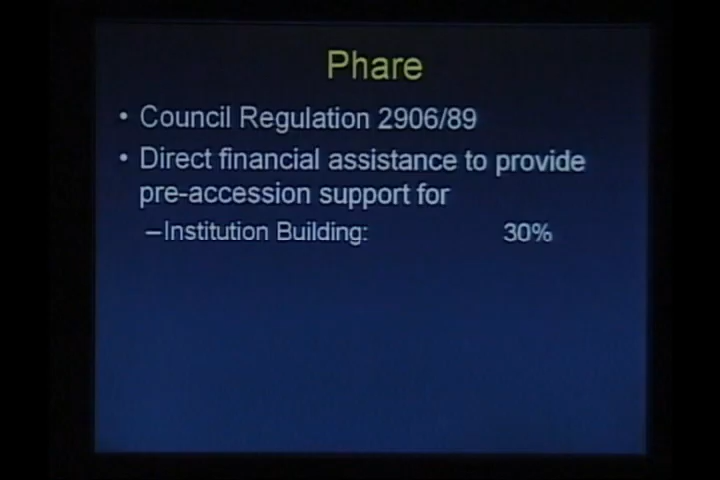 Phare
• Council Regulation 2906/89
• Direct financial assistance to provide
pre-accession support for
–Institution Building: 30%